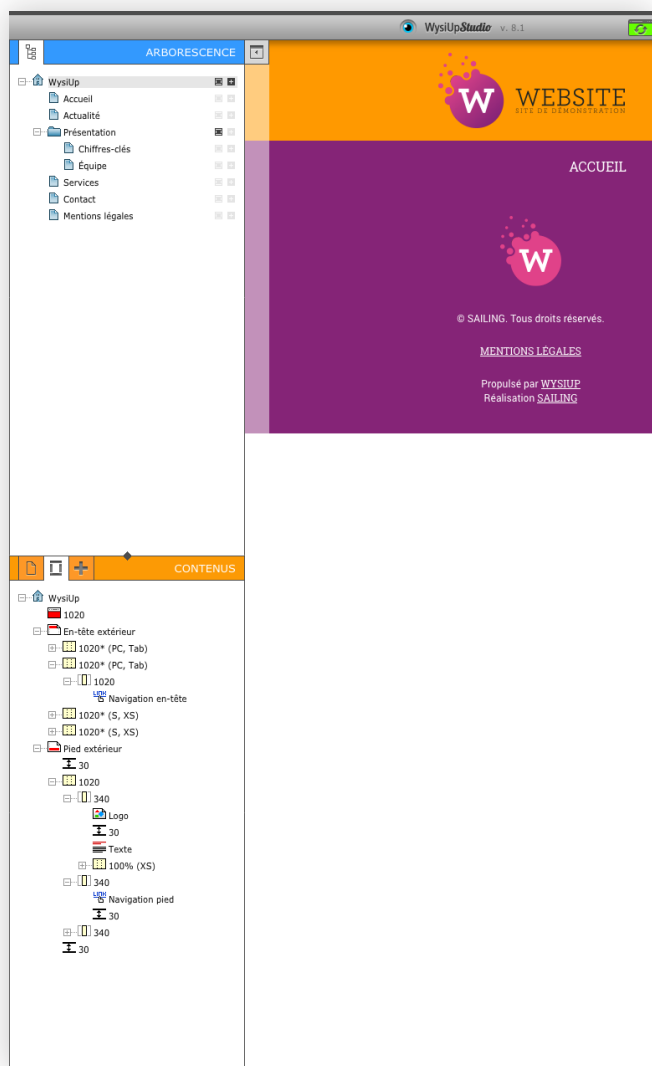 WysiUpStudio v. 8.1
ARBORESCENCE
WysiUp
Accueil
Actualité
Présentation
Chiffres-clés
Équipe
Services
Contact
Mentions légales
W
WEBSITE
SITE DE DÉMONSTRATION
ACCUEIL
W
© SAILING. Tous droits réservés.
MENTIONS LÉGALES
Propulsé par WYSIUP
Réalisation SAILING
CONTENUS
WysiUp
1020
En-tête extérieur
1020* (PC, Tab)
1020* (PC, Tab)
1020
LINK Navigation en-tête
1020* (S, XS)
1020* (S, XS)
Pied extérieur
30
1020
340
Logo
30
Texte
100% (XS)
340
LINK Navigation pied
30
340
30